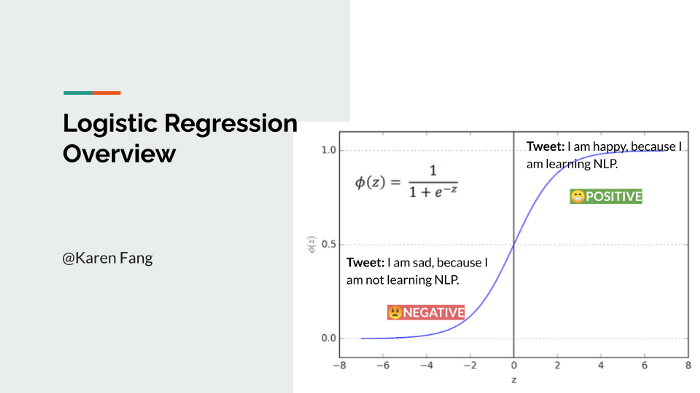 Logistic Regression
Overview
@Karen Fang
ϕ(z) = 1 / (1 + e^{-z})
Tweet: I am happy, because I
am learning NLP.
POSITIVE
Tweet: I am sad, because I
am not learning NLP.
NEGATIVE
ϕ(z)
1.0
0.5
0.0
−8 −6 −4 −2 0 2 4 6 8
z